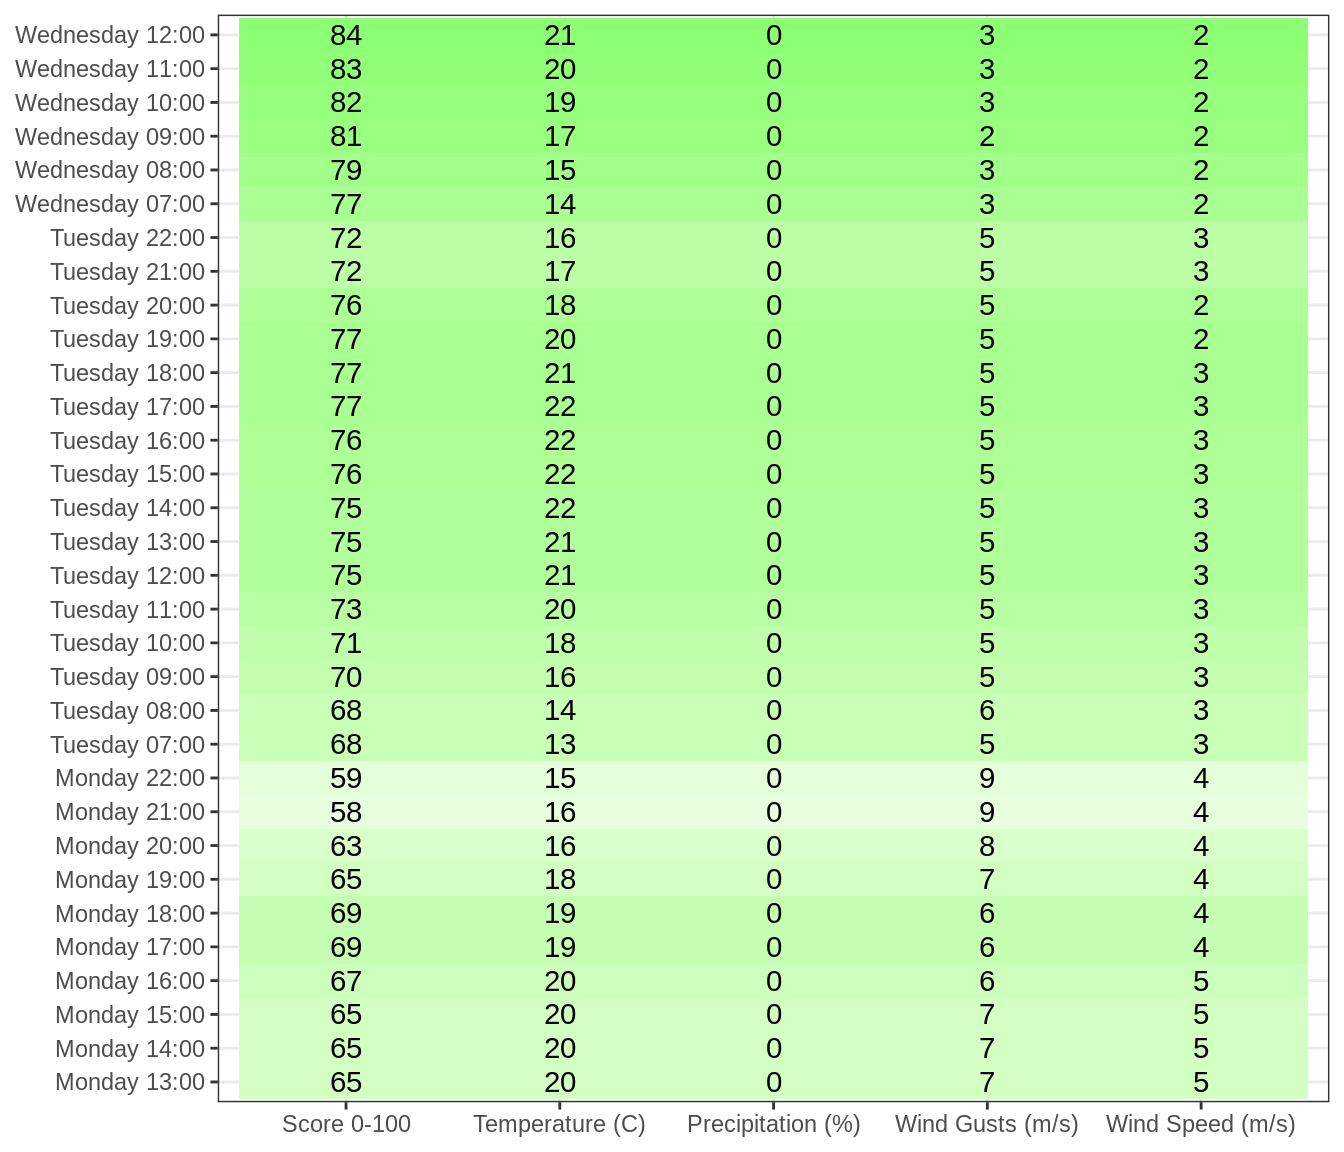 Wednesday 12:00 84 21 0 3 2
Wednesday 11:00 83 20 0 3 2
Wednesday 10:00 82 19 0 3 2
Wednesday 09:00 81 17 0 2 2
Wednesday 08:00 79 15 0 3 2
Wednesday 07:00 77 14 0 3 2
Tuesday 22:00 72 16 0 5 3
Tuesday 21:00 72 17 0 5 3
Tuesday 20:00 76 18 0 5 2
Tuesday 19:00 77 20 0 5 2
Tuesday 18:00 77 21 0 5 3
Tuesday 17:00 77 22 0 5 3
Tuesday 16:00 76 22 0 5 3
Tuesday 15:00 76 22 0 5 3
Tuesday 14:00 75 22 0 5 3
Tuesday 13:00 75 21 0 5 3
Tuesday 12:00 75 21 0 5 3
Tuesday 11:00 73 20 0 5 3
Tuesday 10:00 71 18 0 5 3
Tuesday 09:00 70 16 0 5 3
Tuesday 08:00 68 14 0 6 3
Tuesday 07:00 68 13 0 5 3
Monday 22:00 59 15 0 9 4
Monday 21:00 58 16 0 9 4
Monday 20:00 63 16 0 8 4
Monday 19:00 65 18 0 7 4
Monday 18:00 69 19 0 6 4
Monday 17:00 69 19 0 6 4
Monday 16:00 67 20 0 6 5
Monday 15:00 65 20 0 7 5
Monday 14:00 65 20 0 7 5
Monday 13:00 65 20 0 7 5
Score 0-100 Temperature (C) Precipitation (%) Wind Gusts (m/s) Wind Speed (m/s)